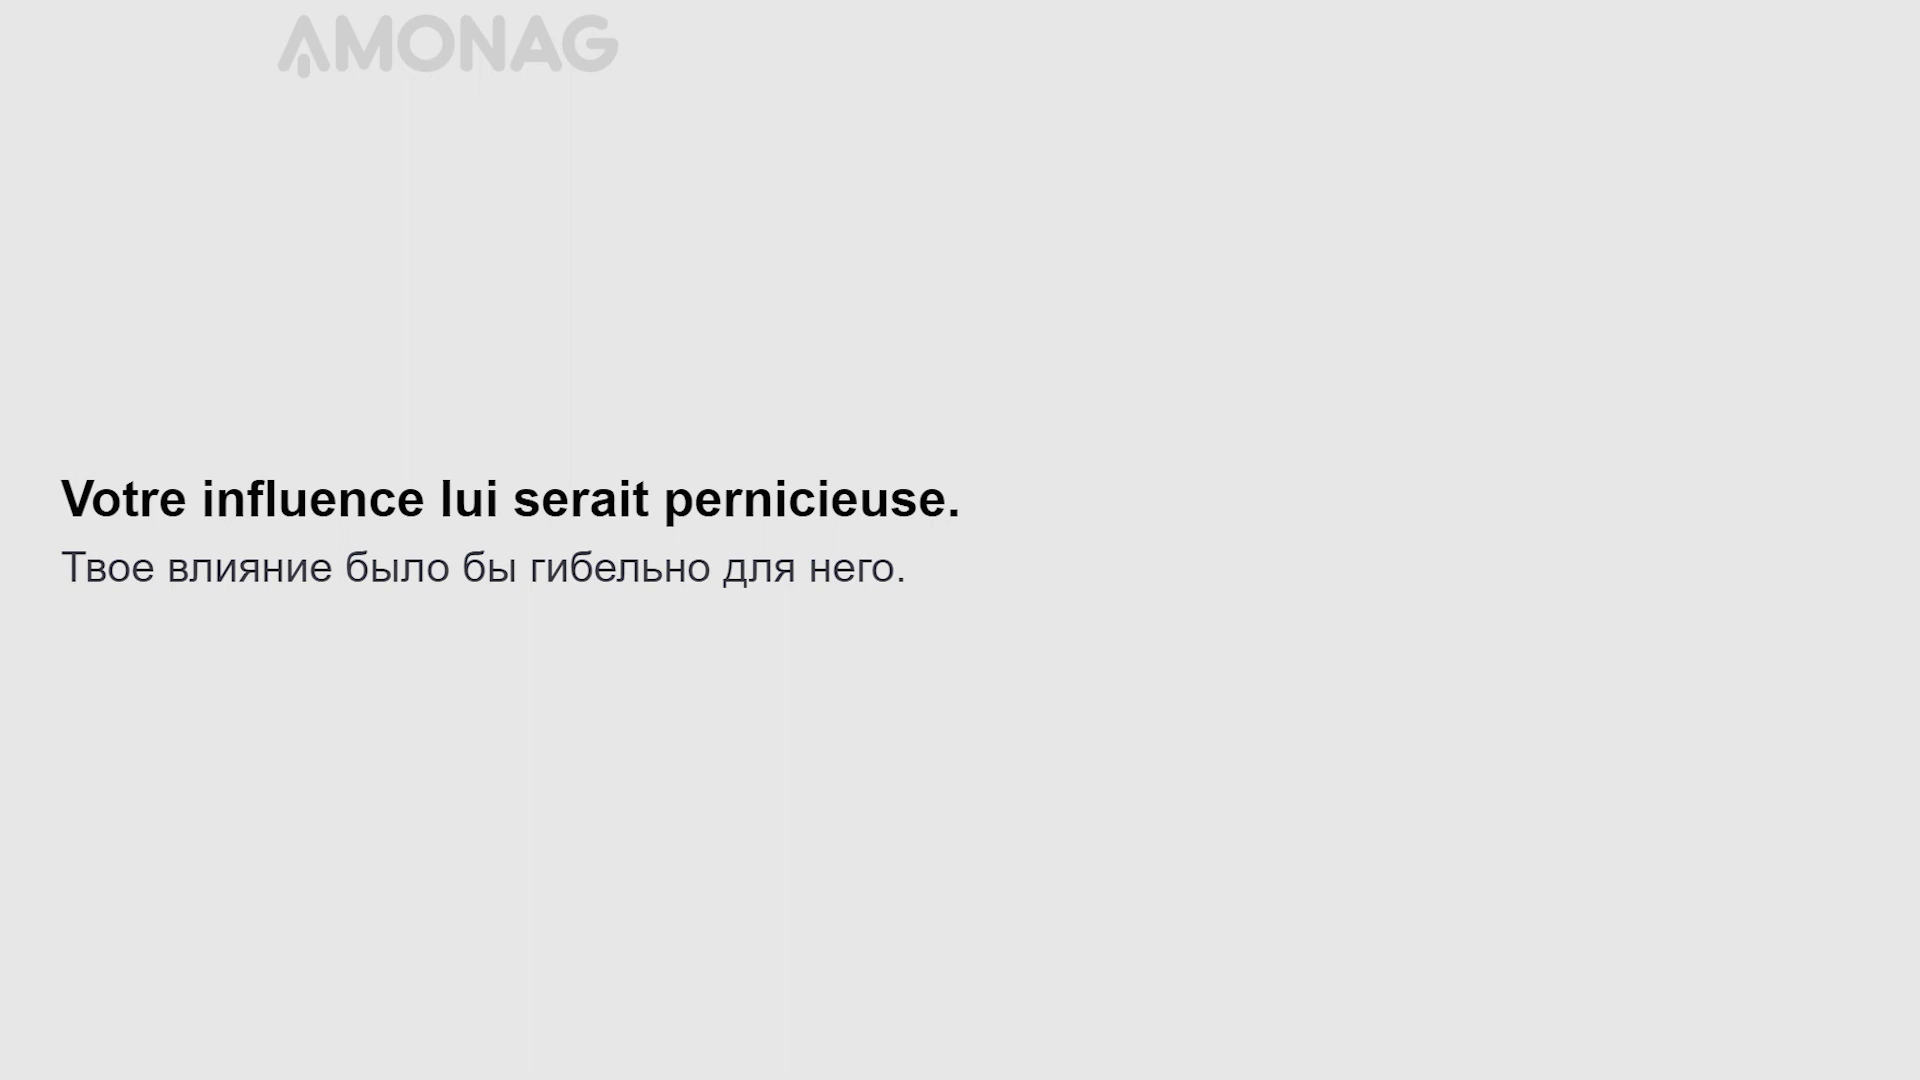 AMONAG
Votre influence lui serait pernicieuse.
Твое влияние было бы гибельно для него.